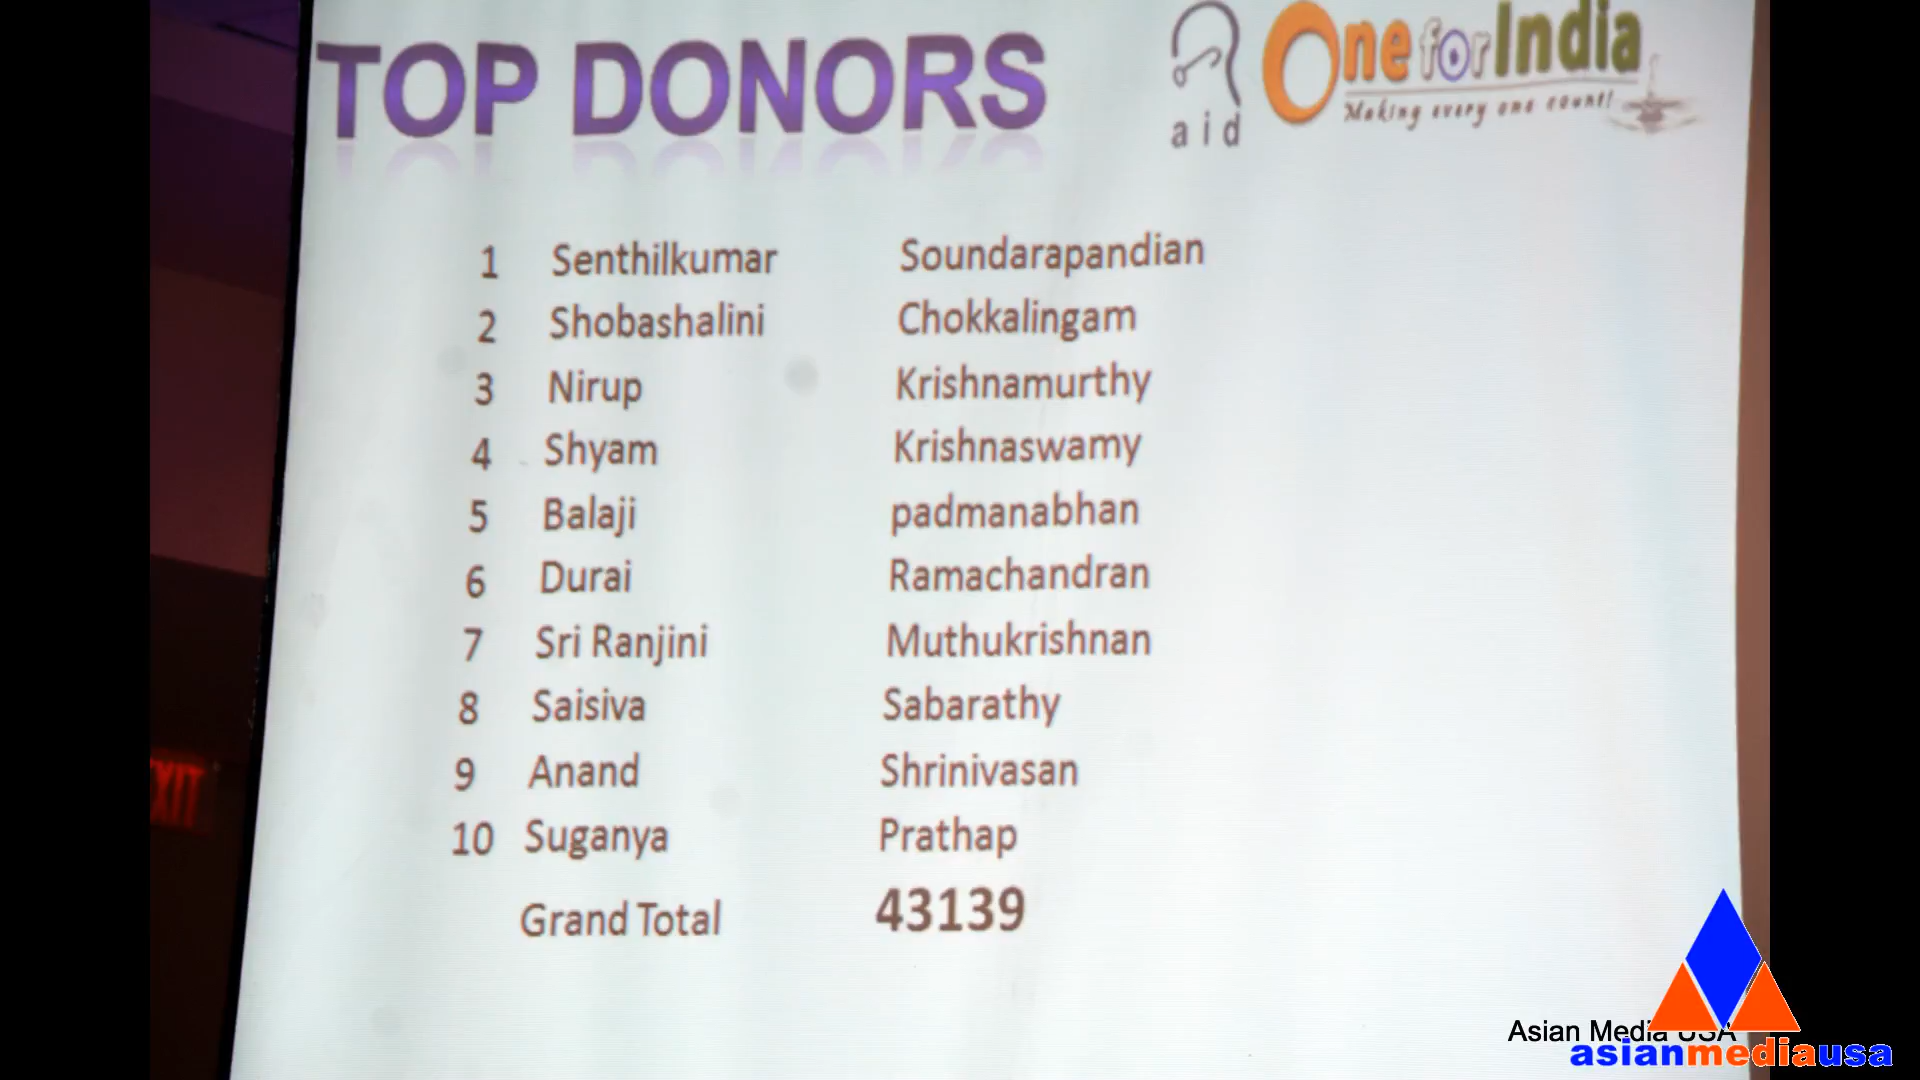 TOP DONORS
aid
One for India
Making every one count!
1 Senthilkumar Soundarapandian
2 Shobashalini Chokkalingam
3 Nirup Krishnamurthy
4 Shyam Krishnaswamy
5 Balaji padmanabhan
6 Durai Ramachandran
7 Sri Ranjini Muthukrishnan
8 Saisiva Sabarathy
9 Anand Shrinivasan
10 Suganya Prathap
Grand Total 43139
EXIT
Asian Media USA
asianmediausa